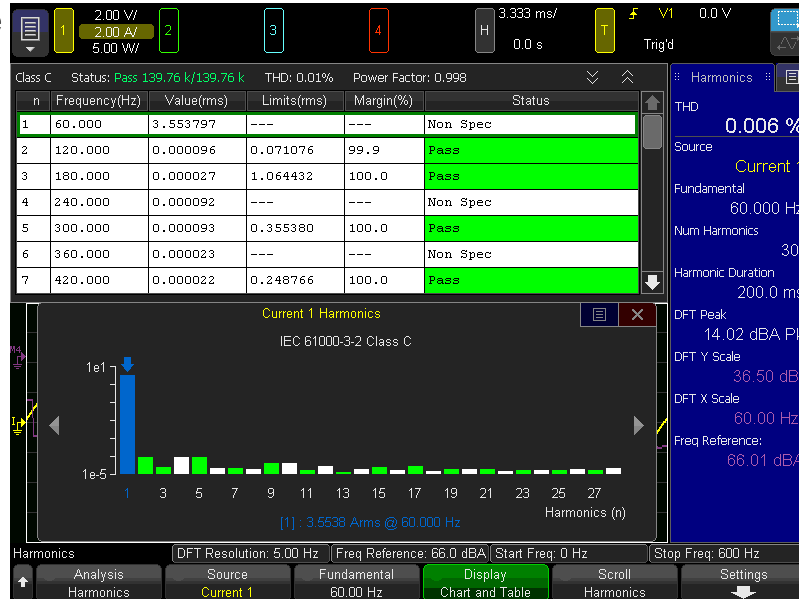 1 2.00 V/ 2.00 A/ 5.00 W/ 2 3 4 H 3.333 ms/ 0.0 s T V1 0.0 V Trig'd
Class C Status: Pass 139.76 k/139.76 k THD: 0.01% Power Factor: 0.998
n Frequency(Hz) Value(rms) Limits(rms) Margin(%) Status
1 60.000 3.553797 --- --- Non Spec
2 120.000 0.000096 0.071076 99.9 Pass
3 180.000 0.000027 1.064432 100.0 Pass
4 240.000 0.000092 --- --- Non Spec
5 300.000 0.000093 0.355380 100.0 Pass
6 360.000 0.000023 --- --- Non Spec
7 420.000 0.000022 0.248766 100.0 Pass
Current 1 Harmonics
IEC 61000-3-2 Class C
1e1
1e-5
1 3 5 7 9 11 13 15 17 19 21 23 25 27
Harmonics (n)
[1] : 3.5538 Arms @ 60.000 Hz
Harmonics
THD
0.006 %
Source
Current 1
Fundamental
60.000 Hz
Num Harmonics
30
Harmonic Duration
200.0 ms
DFT Peak
14.02 dBA
DFT Y Scale
36.50 dB
DFT X Scale
60.00 Hz
Freq Reference:
66.01 dBA
Harmonics DFT Resolution: 5.00 Hz Freq Reference: 66.0 dBA Start Freq: 0 Hz Stop Freq: 600 Hz
Analysis Source Fundamental Display Scroll Settings
Harmonics Current 1 60.00 Hz Chart and Table Harmonics